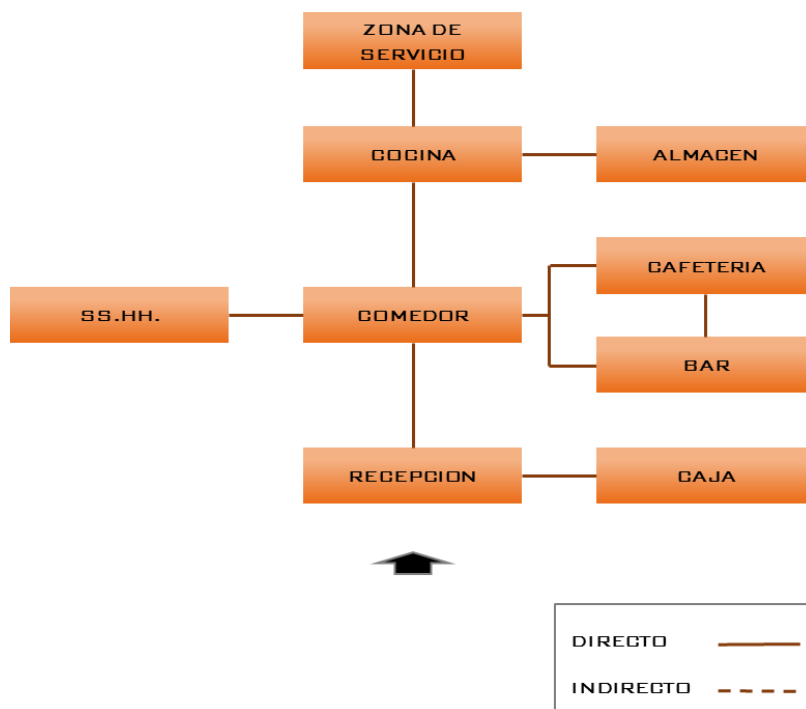 ZONA DE
SERVICIO
COCINA
ALMACEN
CAFETERIA
SS.HH.
COMEDOR
BAR
RECEPCION
CAJA
DIRECTO
INDIRECTO